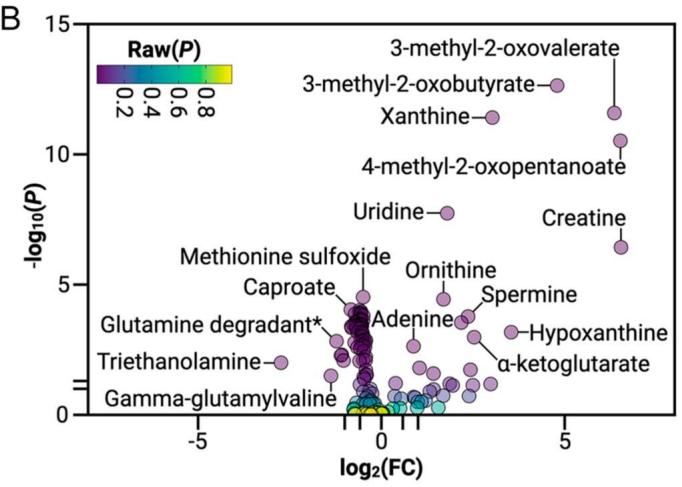 B
15
Raw(P)
0.2 0.4 0.6 0.8
3-methyl-2-oxovalerate
3-methyl-2-oxobutyrate
Xanthine
10
4-methyl-2-oxopentanoate
Uridine
Creatine
-log10(P)
Methionine sulfoxide
5
Ornithine
Caproate
Spermine
Glutamine degradant*
Adenine
Hypoxanthine
Triethanolamine
α-ketoglutarate
Gamma-glutamylvaline
0
-5 0 5
log2(FC)